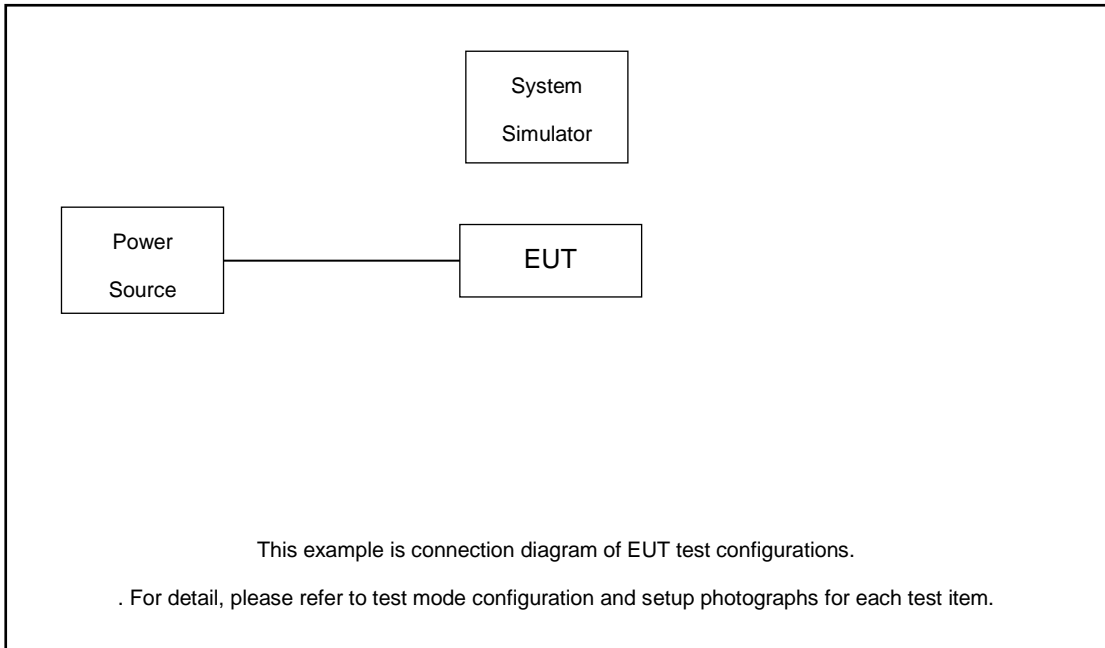 System
Simulator
Power
Source
EUT
This example is connection diagram of EUT test configurations.
. For detail, please refer to test mode configuration and setup photographs for each test item.